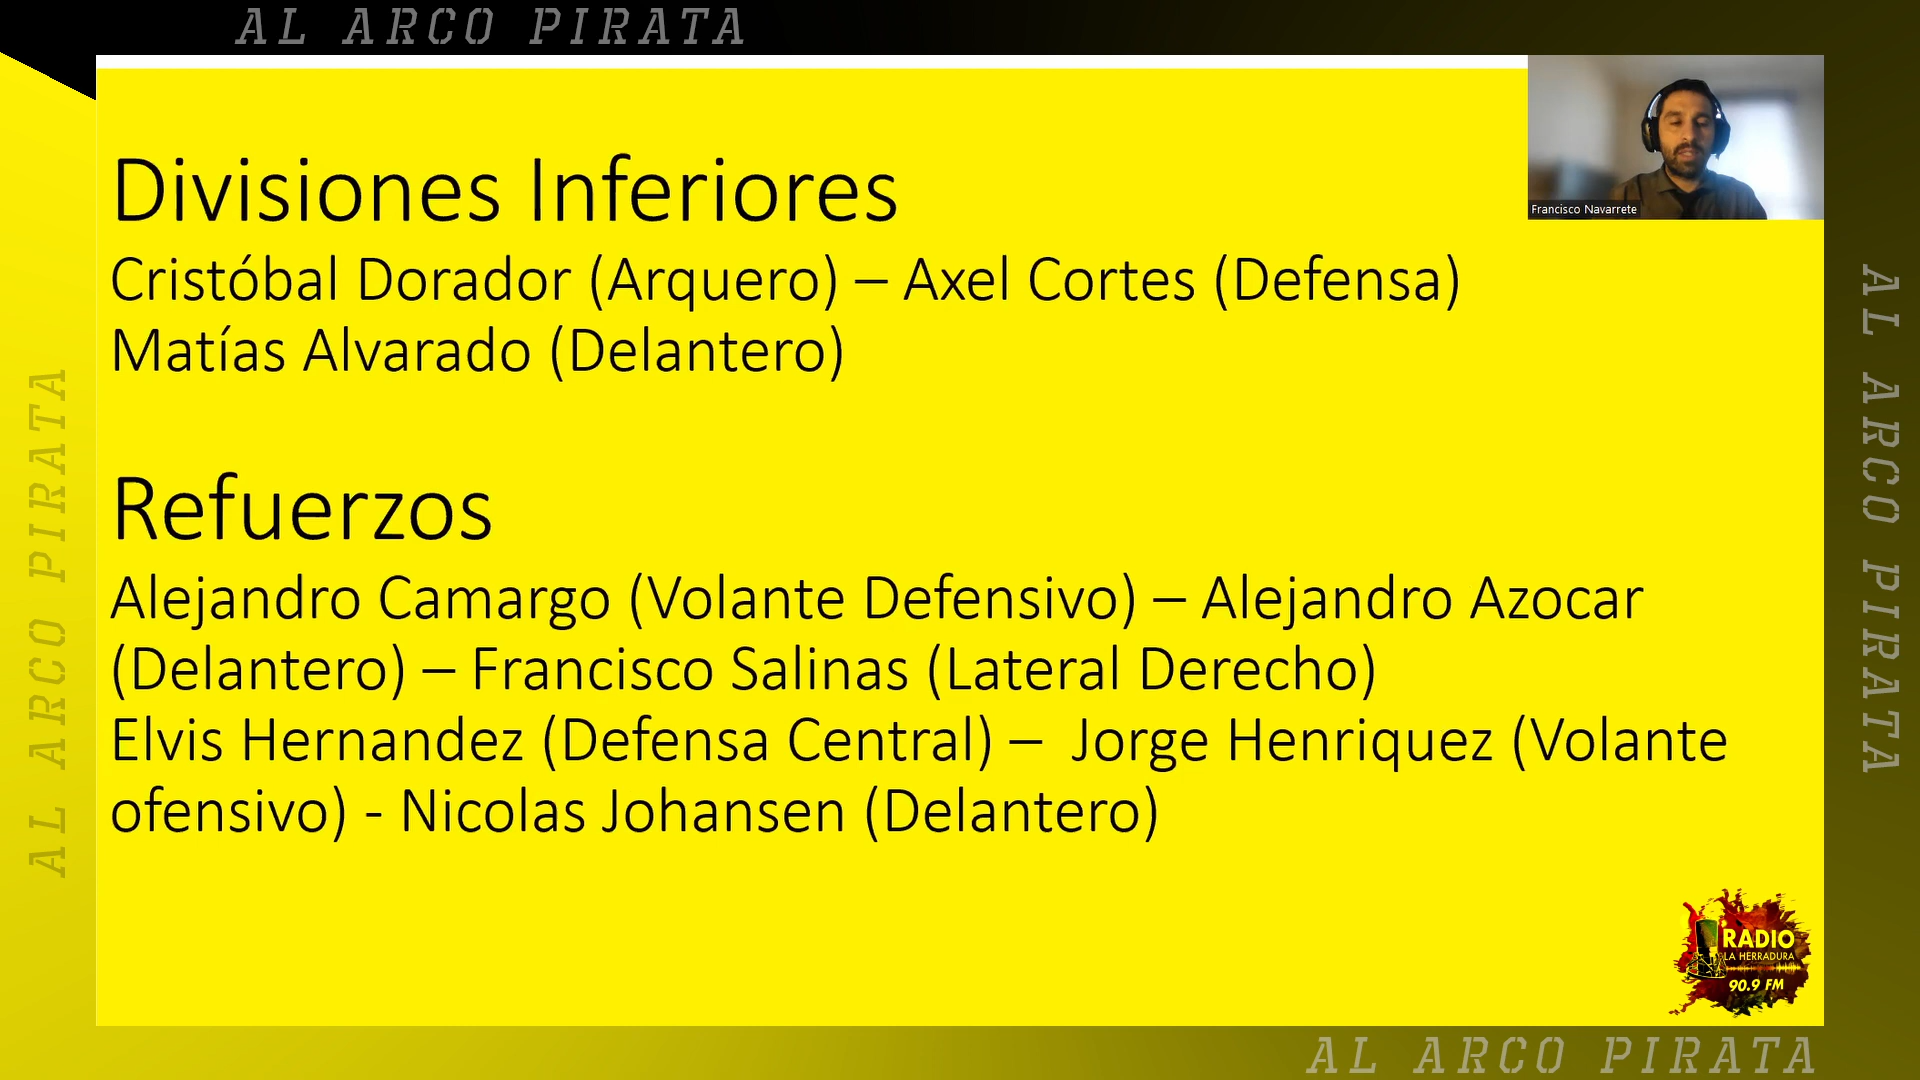 AL ARCO PIRATA
Francisco Navarrete
Divisiones Inferiores
Cristóbal Dorador (Arquero) – Axel Cortes (Defensa)
Matías Alvarado (Delantero)
Refuerzos
Alejandro Camargo (Volante Defensivo) – Alejandro Azocar
(Delantero) – Francisco Salinas (Lateral Derecho)
Elvis Hernandez (Defensa Central) –  Jorge Henriquez (Volante
ofensivo) - Nicolas Johansen (Delantero)
AL ARCO PIRATA
AL ARCO PIRATA
RADIO
LA HERRADURA
90.9 FM
AL ARCO PIRATA